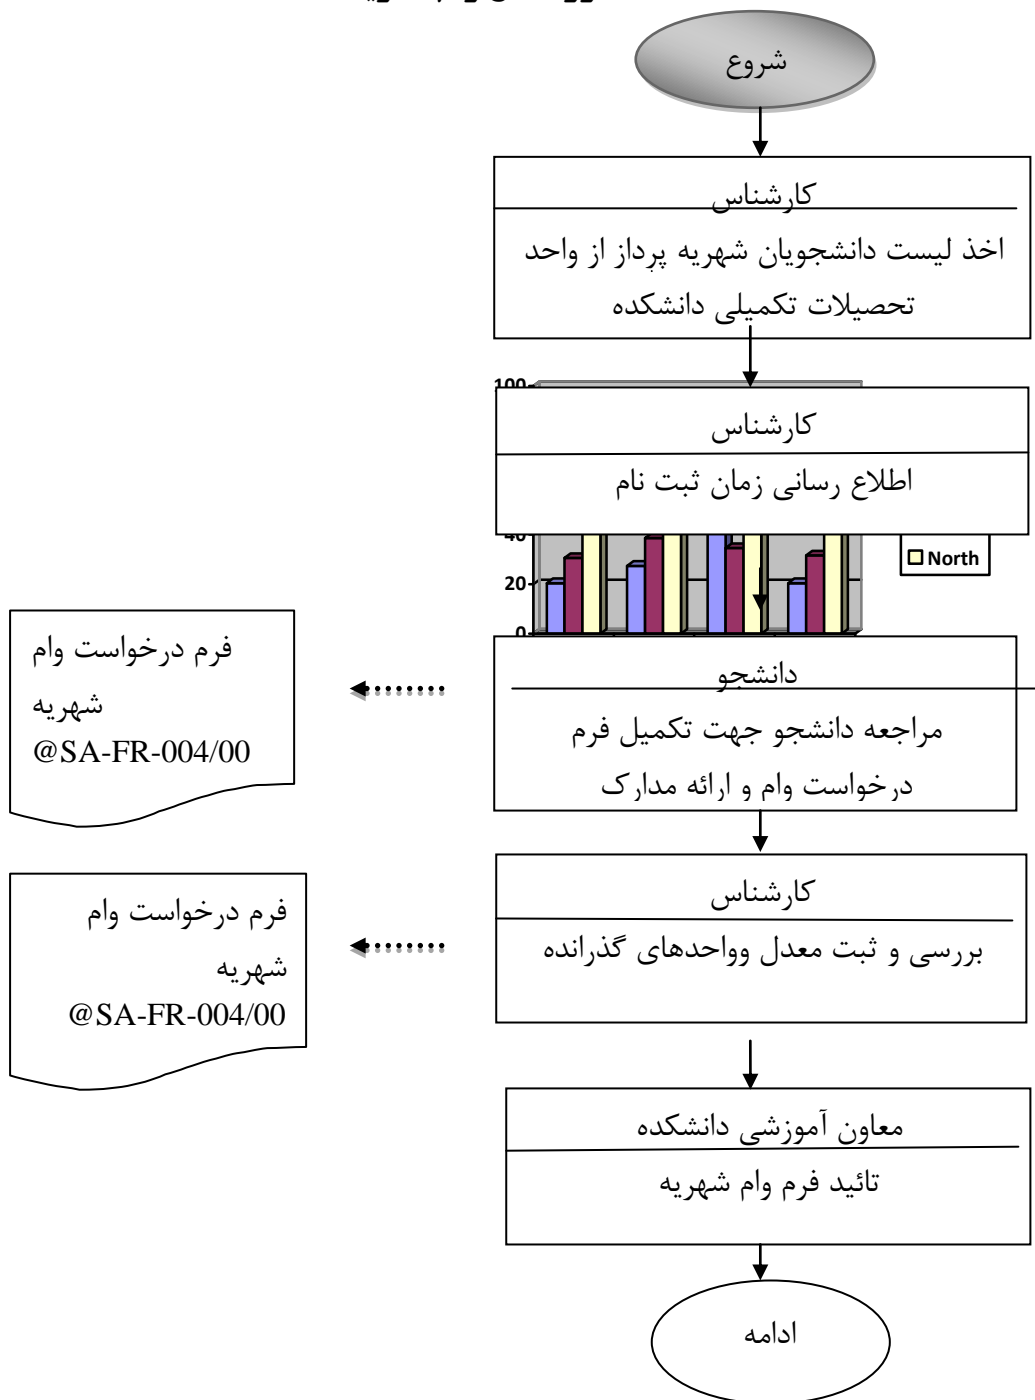 شروع
کارشناس
اخذ لیست دانشجویان شهریه پرداز از واحد
تحصیلات تکمیلی دانشکده
100
کارشناس
اطلاع رسانی زمان ثبت نام
40
North
20
0
دانشجو
مراجعه دانشجو جهت تکمیل فرم
درخواست وام و ارائه مدارک
فرم درخواست وام
شهریه
@SA-FR-004/00
کارشناس
بررسی و ثبت معدل وواحدهای گذرانده
فرم درخواست وام
شهریه
@SA-FR-004/00
معاون آموزشی دانشکده
تائید فرم وام شهریه
ادامه